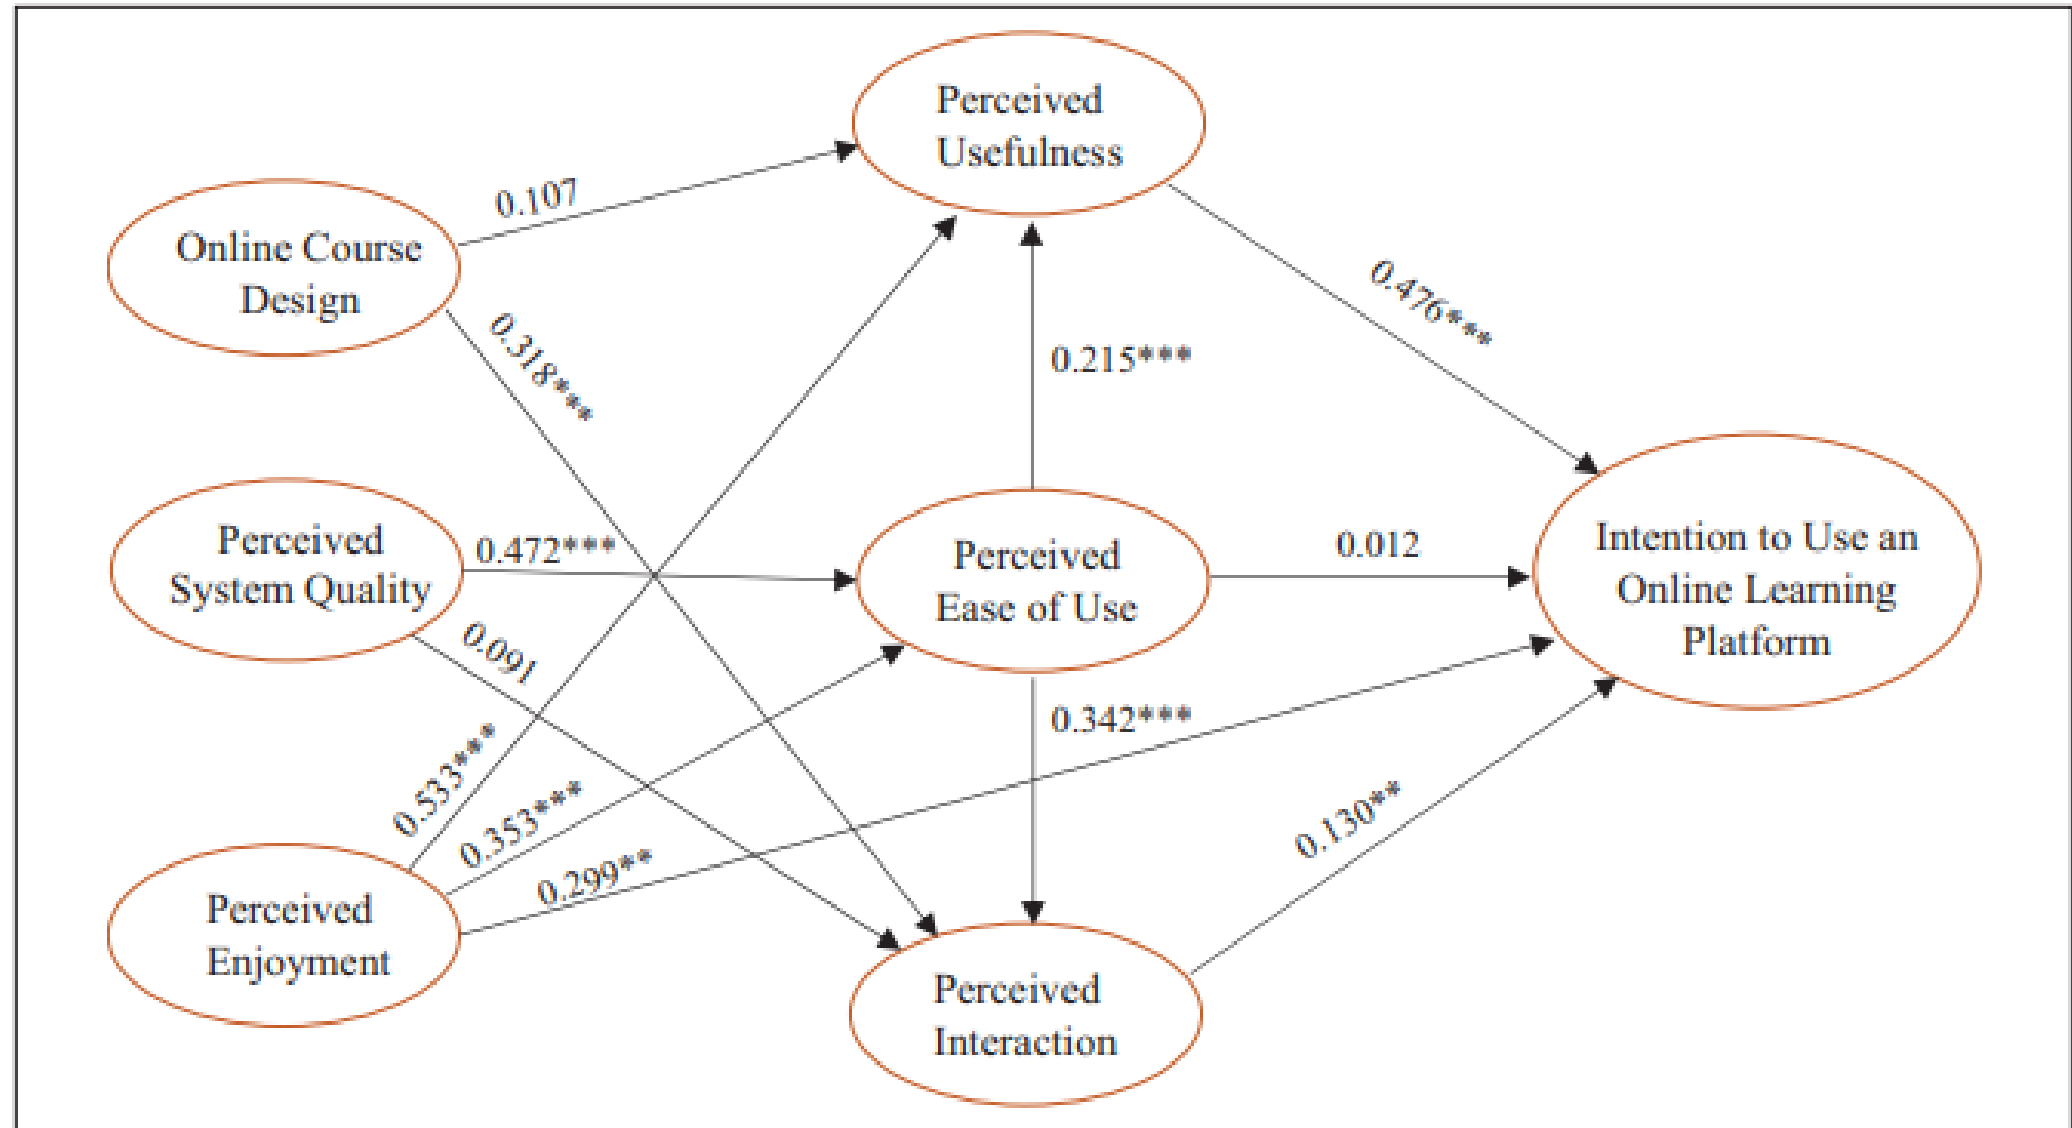 Perceived
Usefulness
0.107
Online Course
Design
0.318***
0.476***
0.215***
Perceived
System Quality
0.472***
Perceived
Ease of Use
0.012
Intention to Use an
Online Learning
Platform
0.091
0.342***
0.533***
0.353***
0.299**
0.130**
Perceived
Enjoyment
Perceived
Interaction